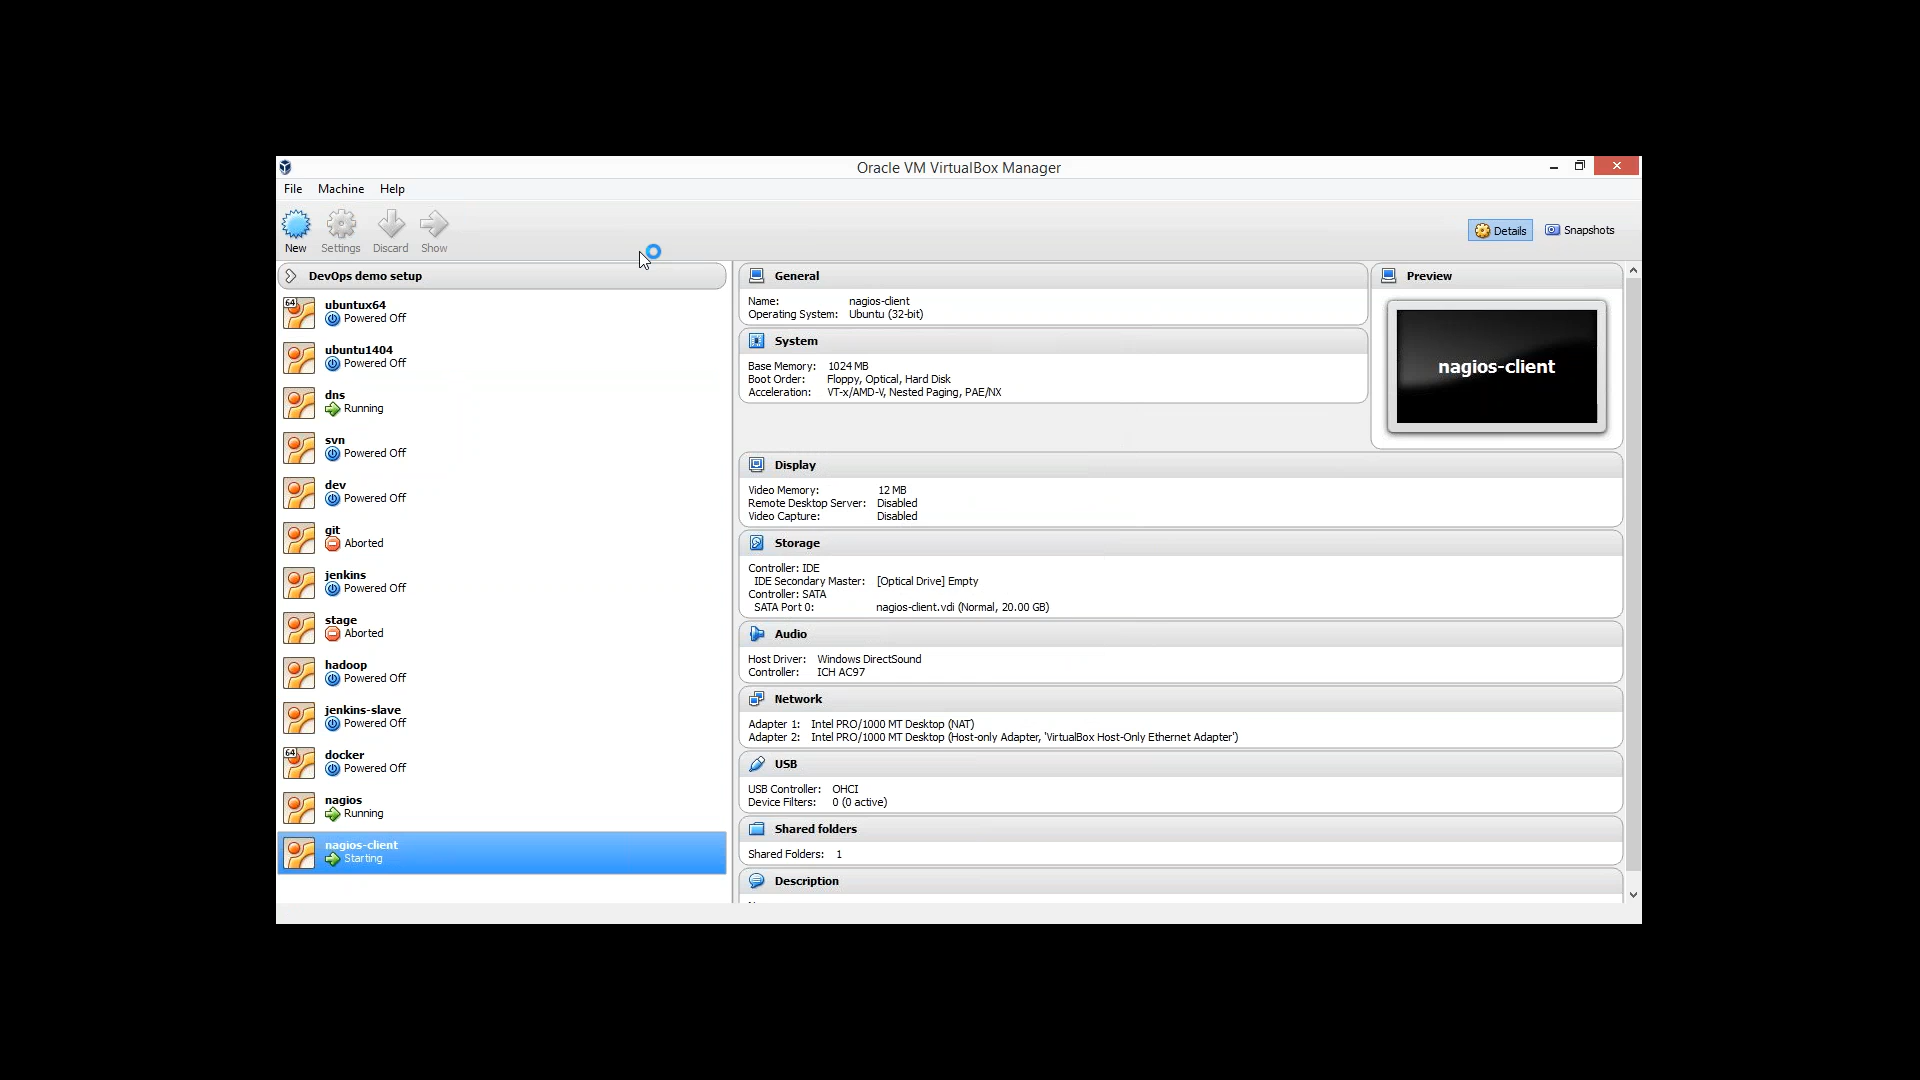 Oracle VM VirtualBox Manager
File Machine Help
New Settings Discard Show
Details Snapshots
DevOps demo setup
64
ubuntux64
Powered Off
ubuntu1404
Powered Off
dns
Running
svn
Powered Off
dev
Powered Off
git
Aborted
jenkins
Powered Off
stage
Aborted
hadoop
Powered Off
jenkins-slave
Powered Off
64
docker
Powered Off
nagios
Running
nagios-client
Starting
General
Name: nagios-client
Operating System: Ubuntu (32-bit)
System
Base Memory: 1024 MB
Boot Order: Floppy, Optical, Hard Disk
Acceleration: VT-x/AMD-V, Nested Paging, PAE/NX
Preview
nagios-client
Display
Video Memory: 12 MB
Remote Desktop Server: Disabled
Video Capture: Disabled
Storage
Controller: IDE
IDE Secondary Master: [Optical Drive] Empty
Controller: SATA
SATA Port 0: nagios-client.vdi (Normal, 20.00 GB)
Audio
Host Driver: Windows DirectSound
Controller: ICH AC97
Network
Adapter 1: Intel PRO/1000 MT Desktop (NAT)
Adapter 2: Intel PRO/1000 MT Desktop (Host-only Adapter, 'VirtualBox Host-Only Ethernet Adapter')
USB
USB Controller: OHCI
Device Filters: 0 (0 active)
Shared folders
Shared Folders: 1
Description